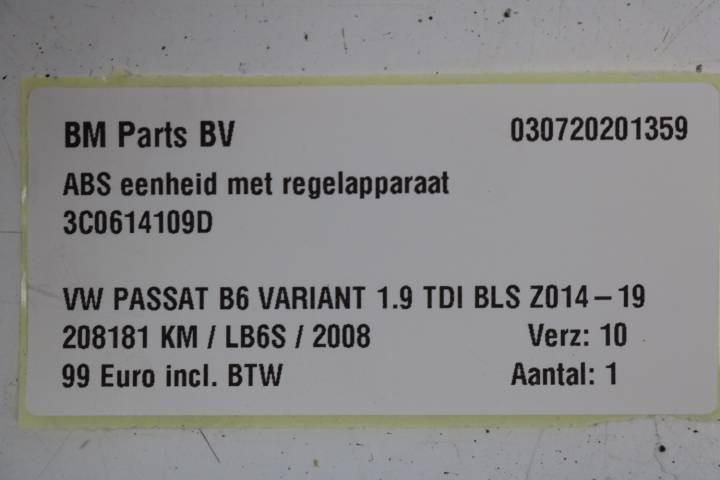 BM Parts BV 030720201359
ABS eenheid met regelapparaat
3C0614109D
VW PASSAT B6 VARIANT 1.9 TDI BLS Z014-19
208181 KM / LB6S / 2008 Verz: 10
99 Euro incl. BTW Aantal: 1